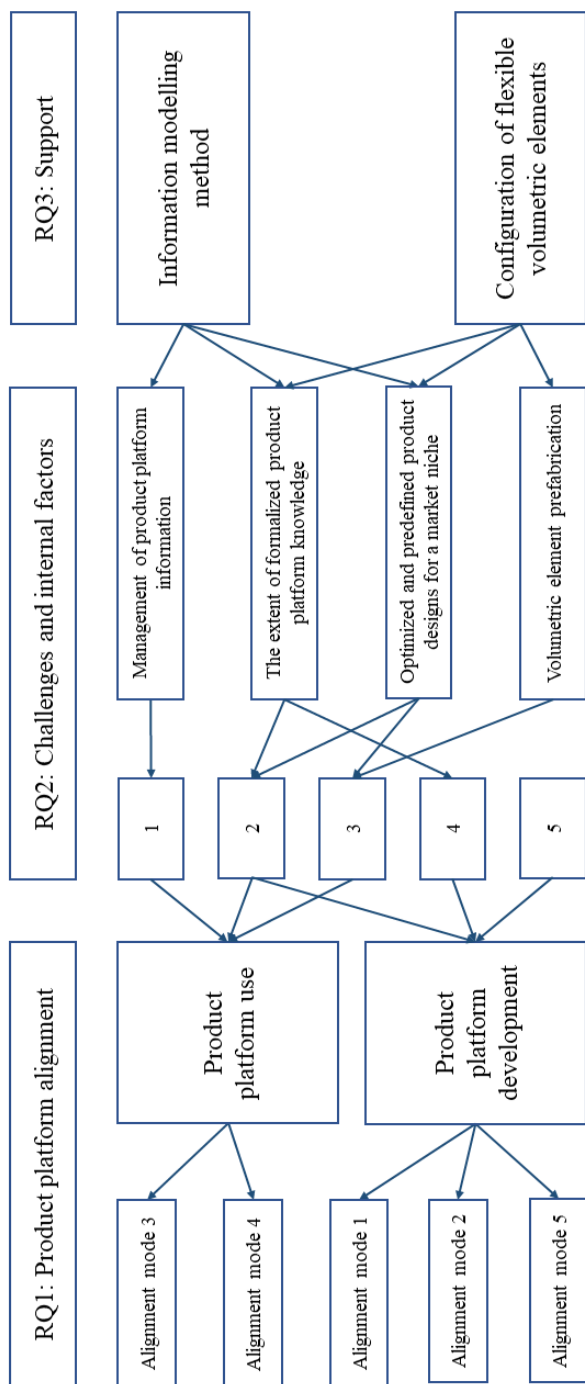 RQ1: Product platform alignment
Alignment mode 3
Alignment mode 4
Alignment mode 1
Alignment mode 2
Alignment mode 5
Product
platform use
Product
platform
development
RQ2: Challenges and internal factors
1
2
3
4
5
Management of product platform
information
The extent of formalized product
platform knowledge
Optimized and predefined product
designs for a market niche
Volumetric element prefabrication
RQ3: Support
Information modelling
method
Configuration of flexible
volumetric elements